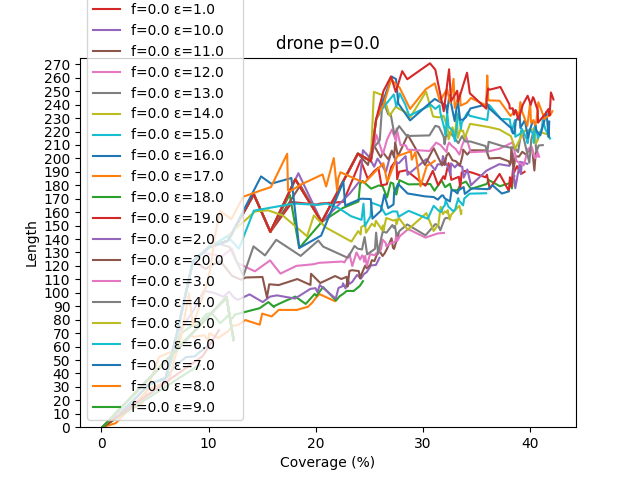 drone p=0.0
f=0.0 ε=1.0
f=0.0 ε=10.0
f=0.0 ε=11.0
f=0.0 ε=12.0
f=0.0 ε=13.0
f=0.0 ε=14.0
f=0.0 ε=15.0
f=0.0 ε=16.0
f=0.0 ε=17.0
f=0.0 ε=18.0
f=0.0 ε=19.0
f=0.0 ε=2.0
f=0.0 ε=20.0
f=0.0 ε=3.0
f=0.0 ε=4.0
f=0.0 ε=5.0
f=0.0 ε=6.0
f=0.0 ε=7.0
f=0.0 ε=8.0
f=0.0 ε=9.0
Length
270
260
250
240
230
220
210
200
190
180
170
160
150
140
130
120
110
100
90
80
70
60
50
40
30
20
10
0
0 10 20 30 40
Coverage (%)